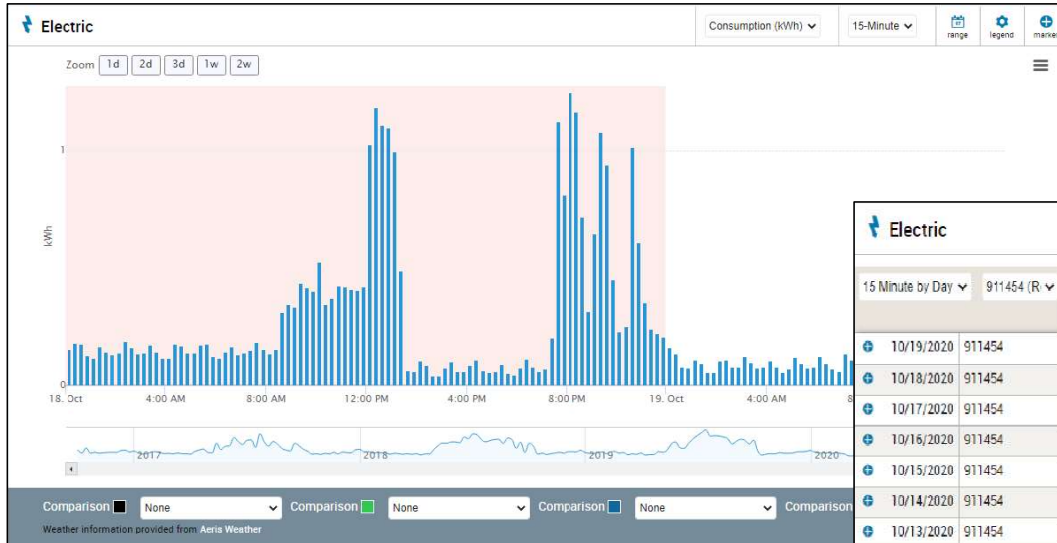 Electric
Consumption (kWh)
15-Minute
range
legend
marker
Zoom 1d 2d 3d 1w 2w
kWh
1
0
18. Oct 4:00 AM 8:00 AM 12:00 PM 4:00 PM 8:00 PM 19. Oct 4:00 AM 8
2017 2018 2019 2020
Comparison None Comparison None Comparison None Comparison
Weather information provided from Aeris Weather
Electric
15 Minute by Day 911454 (R
10/19/2020 911454
10/18/2020 911454
10/17/2020 911454
10/16/2020 911454
10/15/2020 911454
10/14/2020 911454
10/13/2020 911454